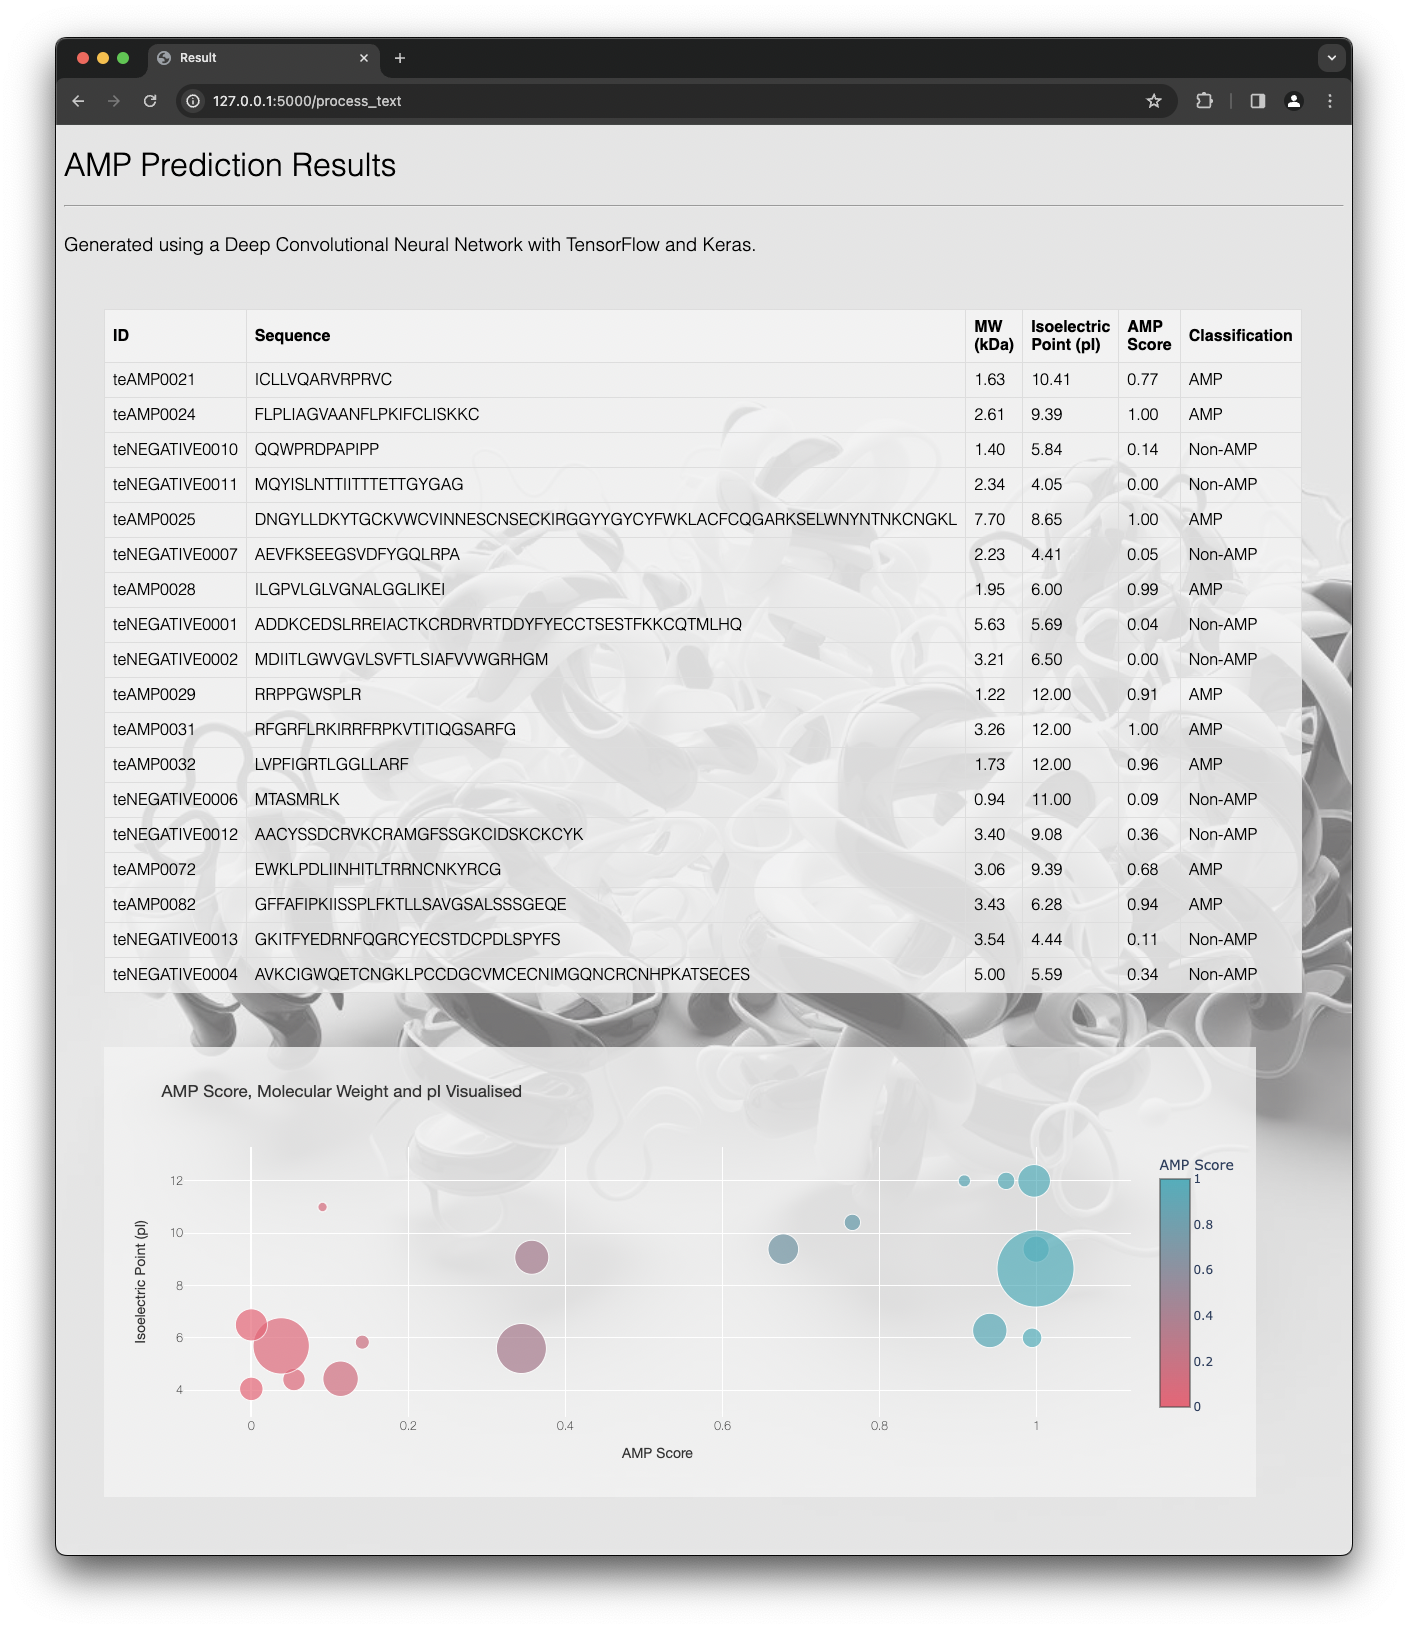 Result
127.0.0.1:5000/process_text
AMP Prediction Results
Generated using a Deep Convolutional Neural Network with TensorFlow and Keras.
ID Sequence MW (kDa) Isoelectric Point (pI) AMP Score Classification
teAMP0021 ICLLVQARVRPRVC 1.63 10.41 0.77 AMP
teAMP0024 FLPLIAGVAANFLPKIFCLISKKC 2.61 9.39 1.00 AMP
teNEGATIVE0010 QQWPRDPAPIPP 1.40 5.84 0.14 Non-AMP
teNEGATIVE0011 MQYISLNTTIITTTETTGYGAG 2.34 4.05 0.00 Non-AMP
teAMP0025 DNGYLLDKYTGCKVWCVINNESCNSECKIRGGYYGYCYFWKLACFCQGARKSELWNYNTNKCNGKL 7.70 8.65 1.00 AMP
teNEGATIVE0007 AEVFKSEEGSVDFYGQLRPA 2.23 4.41 0.05 Non-AMP
teAMP0028 ILGPVLGLVGNALGGLIKEI 1.95 6.00 0.99 AMP
teNEGATIVE0001 ADDKCEDSLRREIACTKCRDRVRTDDYFYECCTSESTFKKCQTMLHQ 5.63 5.69 0.04 Non-AMP
teNEGATIVE0002 MDIITLGWVGVLSVFTLSIAFVVWGRHGM 3.21 6.50 0.00 Non-AMP
teAMP0029 RRPPGWSPLR 1.22 12.00 0.91 AMP
teAMP0031 RFGRFLRKIRRFRPKVTITIQGSARFG 3.26 12.00 1.00 AMP
teAMP0032 LVPFIGRTLGGLLARF 1.73 12.00 0.96 AMP
teNEGATIVE0006 MTASMRLK 0.94 11.00 0.09 Non-AMP
teNEGATIVE0012 AACYSSDCRVKCRAMGFSSGKCIDSKCKCYK 3.40 9.08 0.36 Non-AMP
teAMP0072 EWKLPDLIINHITLTRRNCNKYRCG 3.06 9.39 0.68 AMP
teAMP0082 GFFAFIPKIISSPLFKTLLSAVGSALSSSGEQE 3.43 6.28 0.94 AMP
teNEGATIVE0013 GKITFYEDRNFQGRCYECSTDCPDLSPYFS 3.54 4.44 0.11 Non-AMP
teNEGATIVE0004 AVKCIGWQETCNGKLPCCDGCVMCECNIMGQNCRCNHPKATSECES 5.00 5.59 0.34 Non-AMP
AMP Score, Molecular Weight and pI Visualised
Isoelectric Point (pI)
12
10
8
6
4
0 0.2 0.4 0.6 0.8 1
AMP Score
AMP Score
1
0.8
0.6
0.4
0.2
0